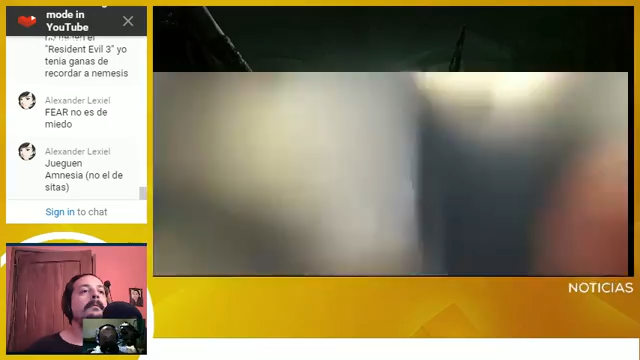 mode in
YouTube
el
"Resident Evil 3" yo
tenia ganas de
recordar a nemesis
Alexander Lexiel
FEAR no es de
miedo
Alexander Lexiel
Jueguen
Amnesia (no el de
sitas)
Sign in to chat
NOTICIAS